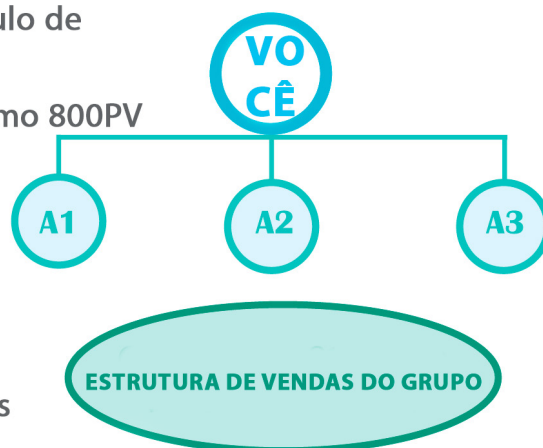 ulo de
VO
CÊ
mo 800PV
A1
A2
A3
ESTRUTURA DE VENDAS DO GRUPO
s